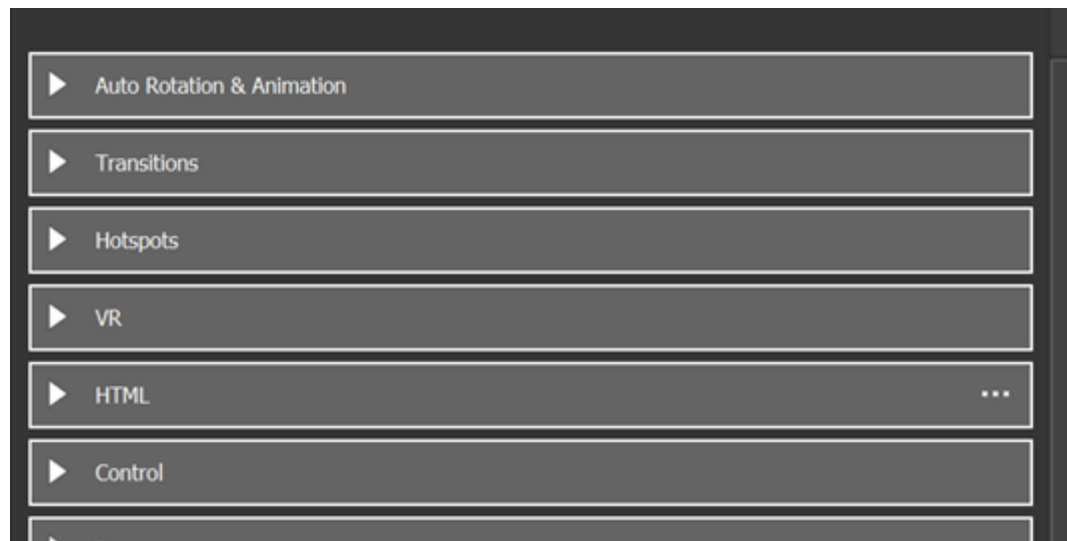 Auto Rotation & Animation
Transitions
Hotspots
VR
HTML
Control